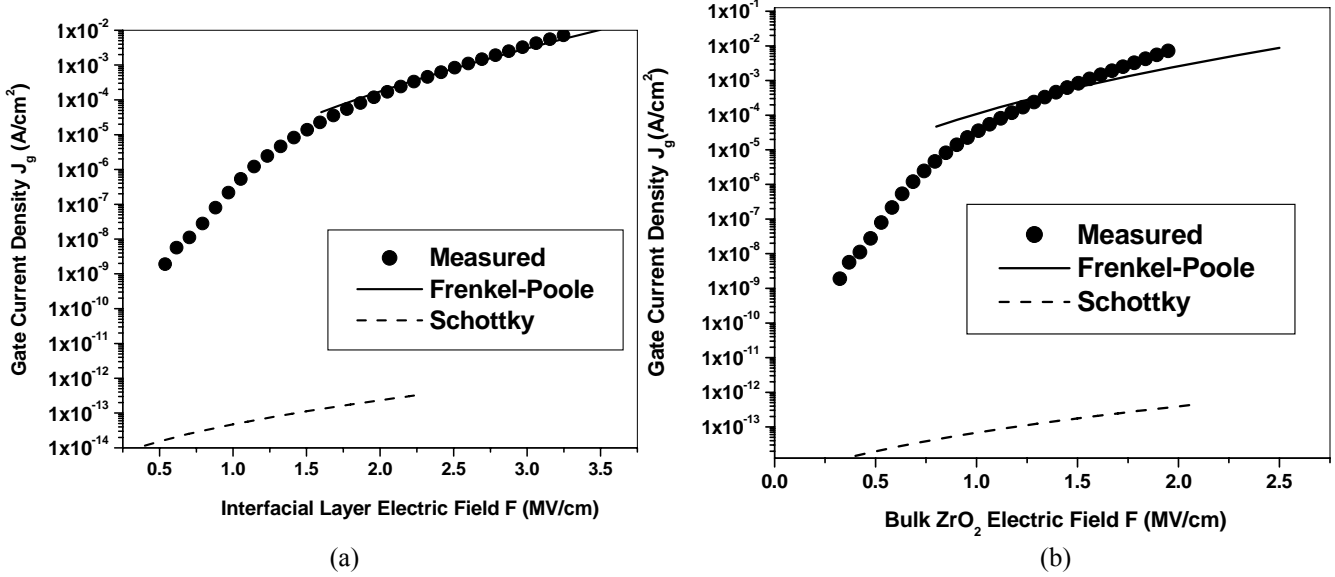 Gate Current Density J_g (A/cm²)
1x10⁻²
1x10⁻³
1x10⁻⁴
1x10⁻⁵
1x10⁻⁶
1x10⁻⁷
1x10⁻⁸
1x10⁻⁹
1x10⁻¹⁰
1x10⁻¹¹
1x10⁻¹²
1x10⁻¹³
1x10⁻¹⁴
Measured
Frenkel-Poole
Schottky
0.5 1.0 1.5 2.0 2.5 3.0 3.5
Interfacial Layer Electric Field F (MV/cm)
(a)
Gate Current Density J_g (A/cm²)
1x10⁻¹
1x10⁻²
1x10⁻³
1x10⁻⁴
1x10⁻⁵
1x10⁻⁶
1x10⁻⁷
1x10⁻⁸
1x10⁻⁹
1x10⁻¹⁰
1x10⁻¹¹
1x10⁻¹²
1x10⁻¹³
Measured
Frenkel-Poole
Schottky
0.0 0.5 1.0 1.5 2.0 2.5
Bulk ZrO₂ Electric Field F (MV/cm)
(b)